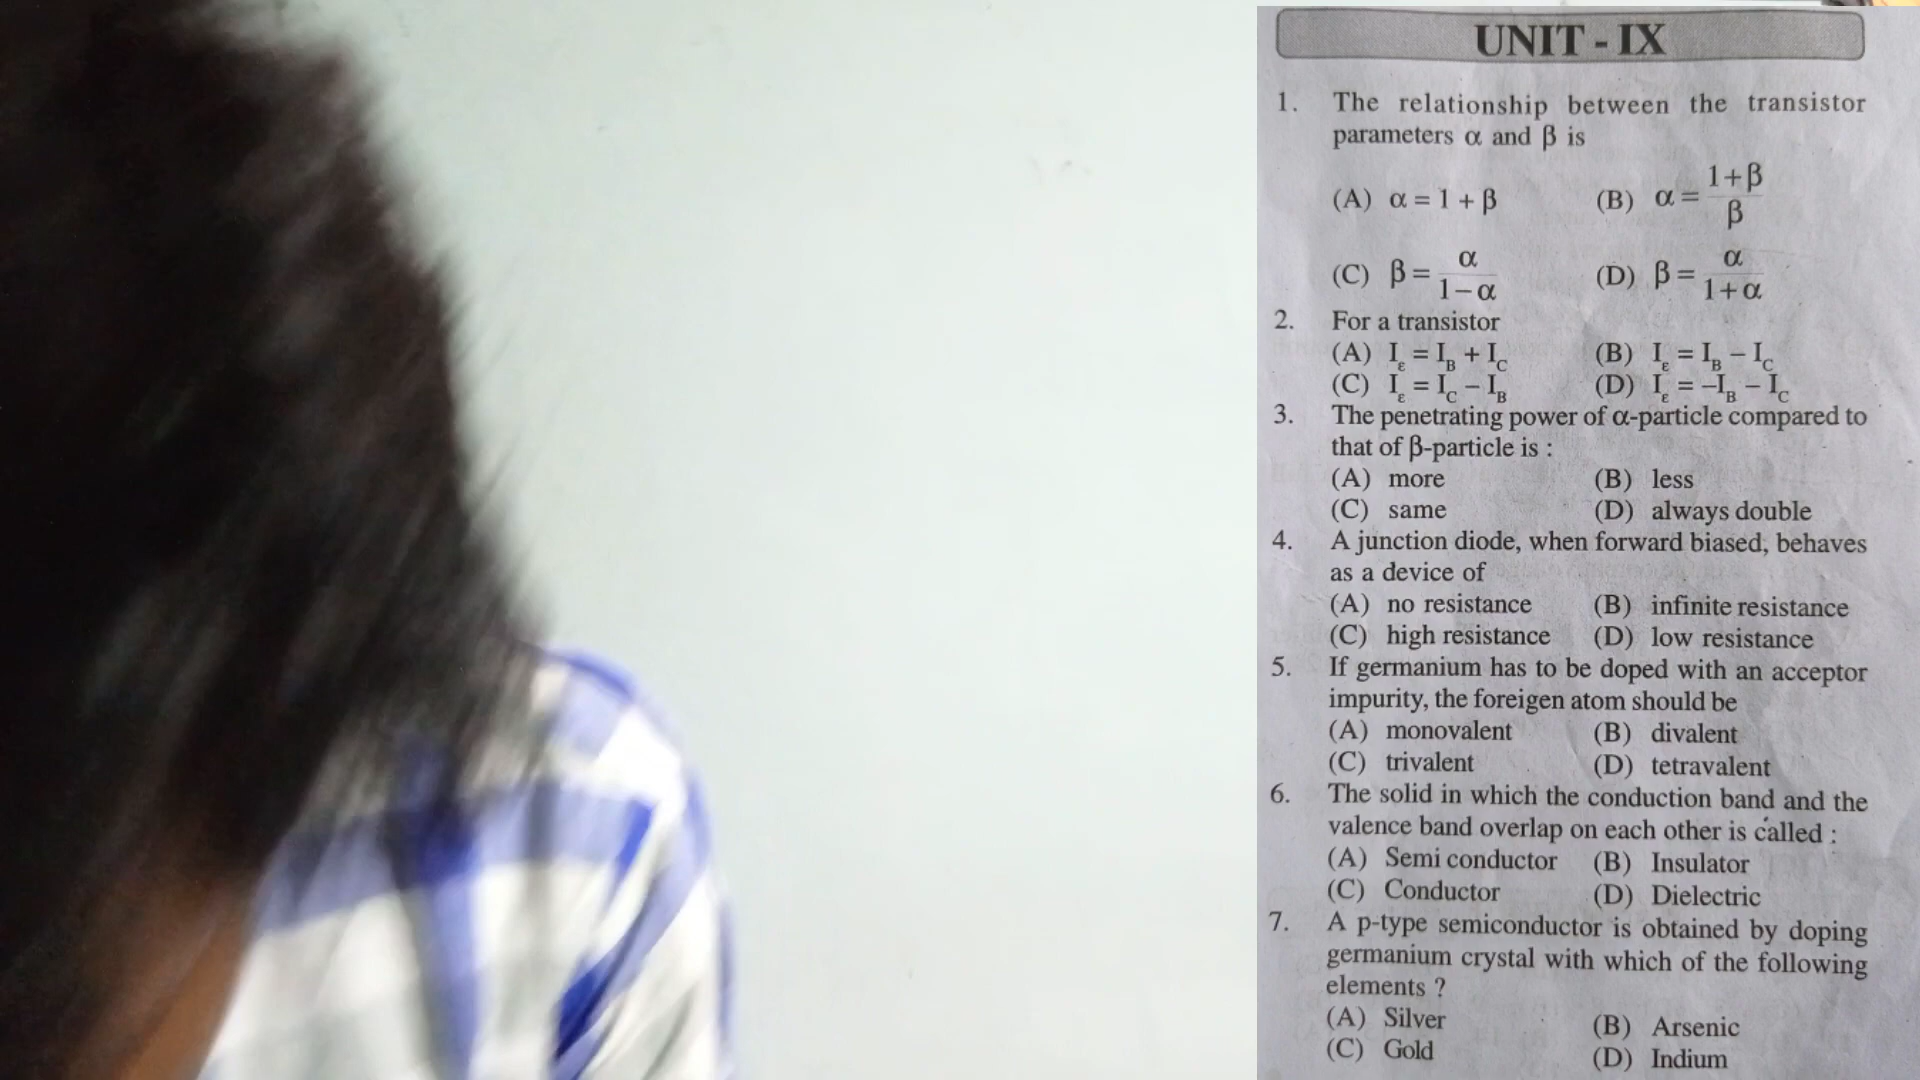 UNIT - IX
1. The relationship between the transistor
parameters α and β is
(A) α = 1 + β (B) α = (1+β)/β
(C) β = α/(1−α) (D) β = α/(1+α)
2. For a transistor
(A) I_ε = I_B + I_C (B) I_ε = I_B − I_C
(C) I_ε = I_C − I_B (D) I_ε = −I_B − I_C
3. The penetrating power of α-particle compared to
that of β-particle is :
(A) more (B) less
(C) same (D) always double
4. A junction diode, when forward biased, behaves
as a device of
(A) no resistance (B) infinite resistance
(C) high resistance (D) low resistance
5. If germanium has to be doped with an acceptor
impurity, the foreigen atom should be
(A) monovalent (B) divalent
(C) trivalent (D) tetravalent
6. The solid in which the conduction band and the
valence band overlap on each other is called :
(A) Semi conductor (B) Insulator
(C) Conductor (D) Dielectric
7. A p-type semiconductor is obtained by doping
germanium crystal with which of the following
elements ?
(A) Silver (B) Arsenic
(C) Gold (D) Indium